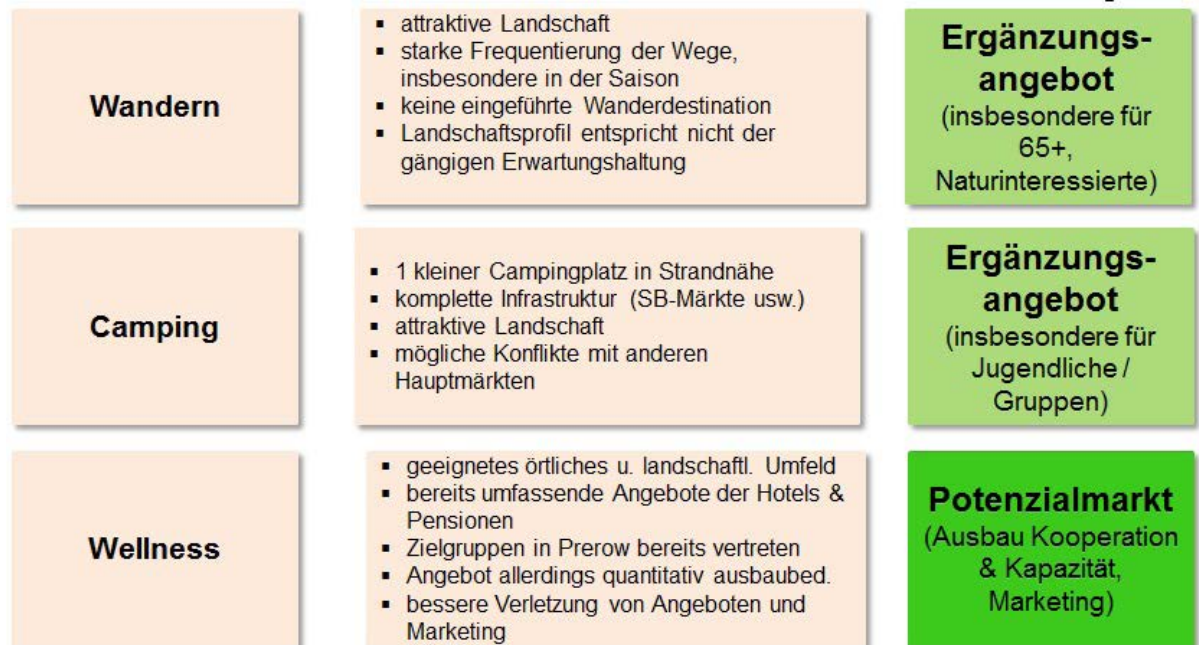 Wandern
▪ attraktive Landschaft
▪ starke Frequentierung der Wege,
insbesondere in der Saison
▪ keine eingeführte Wanderdestination
▪ Landschaftsprofil entspricht nicht der
gängigen Erwartungshaltung
Ergänzungs-
angebot
(insbesondere für
65+,
Naturinteressierte)
Camping
▪ 1 kleiner Campingplatz in Strandnähe
▪ komplette Infrastruktur (SB-Märkte usw.)
▪ attraktive Landschaft
▪ mögliche Konflikte mit anderen
Hauptmärkten
Ergänzungs-
angebot
(insbesondere für
Jugendliche /
Gruppen)
Wellness
▪ geeignetes örtliches u. landschaftl. Umfeld
▪ bereits umfassende Angebote der Hotels &
Pensionen
▪ Zielgruppen in Prerow bereits vertreten
▪ Angebot allerdings quantitativ ausbaubed.
▪ bessere Verletzung von Angeboten und
Marketing
Potenzialmarkt
(Ausbau Kooperation
& Kapazität,
Marketing)